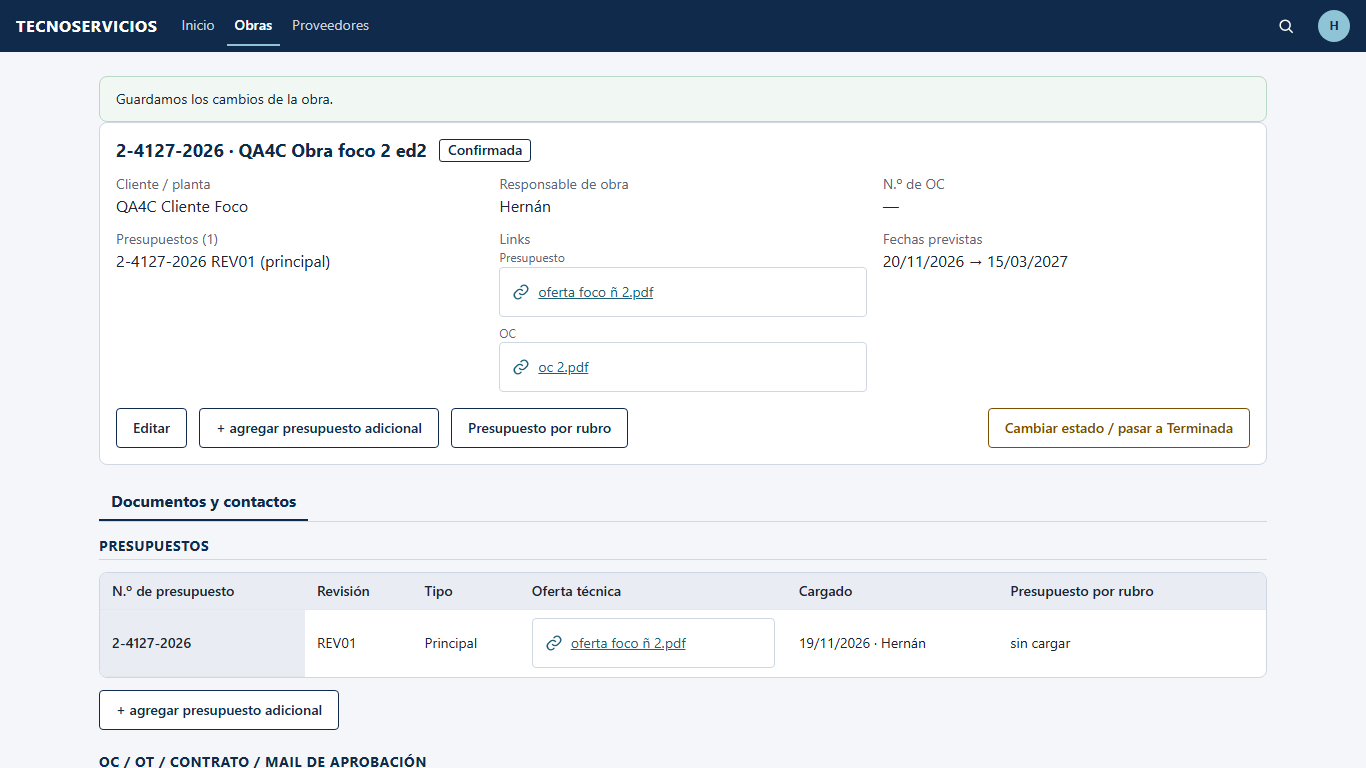 TECNOSERVICIOS Inicio Obras Proveedores H
Guardamos los cambios de la obra.
2-4127-2026 · QA4C Obra foco 2 ed2 Confirmada
Cliente / planta Responsable de obra N.º de OC
QA4C Cliente Foco Hernán —
Presupuestos (1) Links Fechas previstas
Presupuesto
2-4127-2026 REV01 (principal) 20/11/2026 → 15/03/2027
oferta foco ñ 2.pdf
OC
oc 2.pdf
Editar + agregar presupuesto adicional Presupuesto por rubro Cambiar estado / pasar a Terminada
Documentos y contactos
PRESUPUESTOS
N.º de presupuesto Revisión Tipo Oferta técnica Cargado Presupuesto por rubro
2-4127-2026 REV01 Principal oferta foco ñ 2.pdf 19/11/2026 · Hernán sin cargar
+ agregar presupuesto adicional
OC / OT / CONTRATO / MAIL DE APROBACIÓN